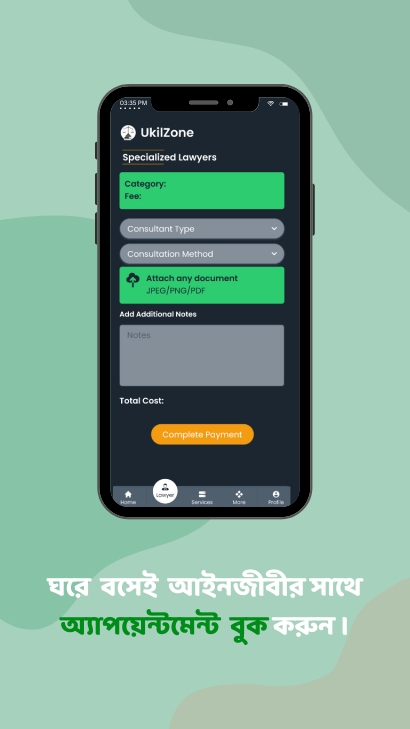 03:35 PM
UkilZone
Specialized Lawyers
Category:
Fee:
Consultant Type
Consultation Method
Attach any document
JPEG/PNG/PDF
Add Additional Notes
Notes
Total Cost:
Complete Payment
Home Lawyer Services More Profile
ঘরে বসেই আইনজীবীর সাথে
অ্যাপয়েন্টমেন্ট বুক করুন।